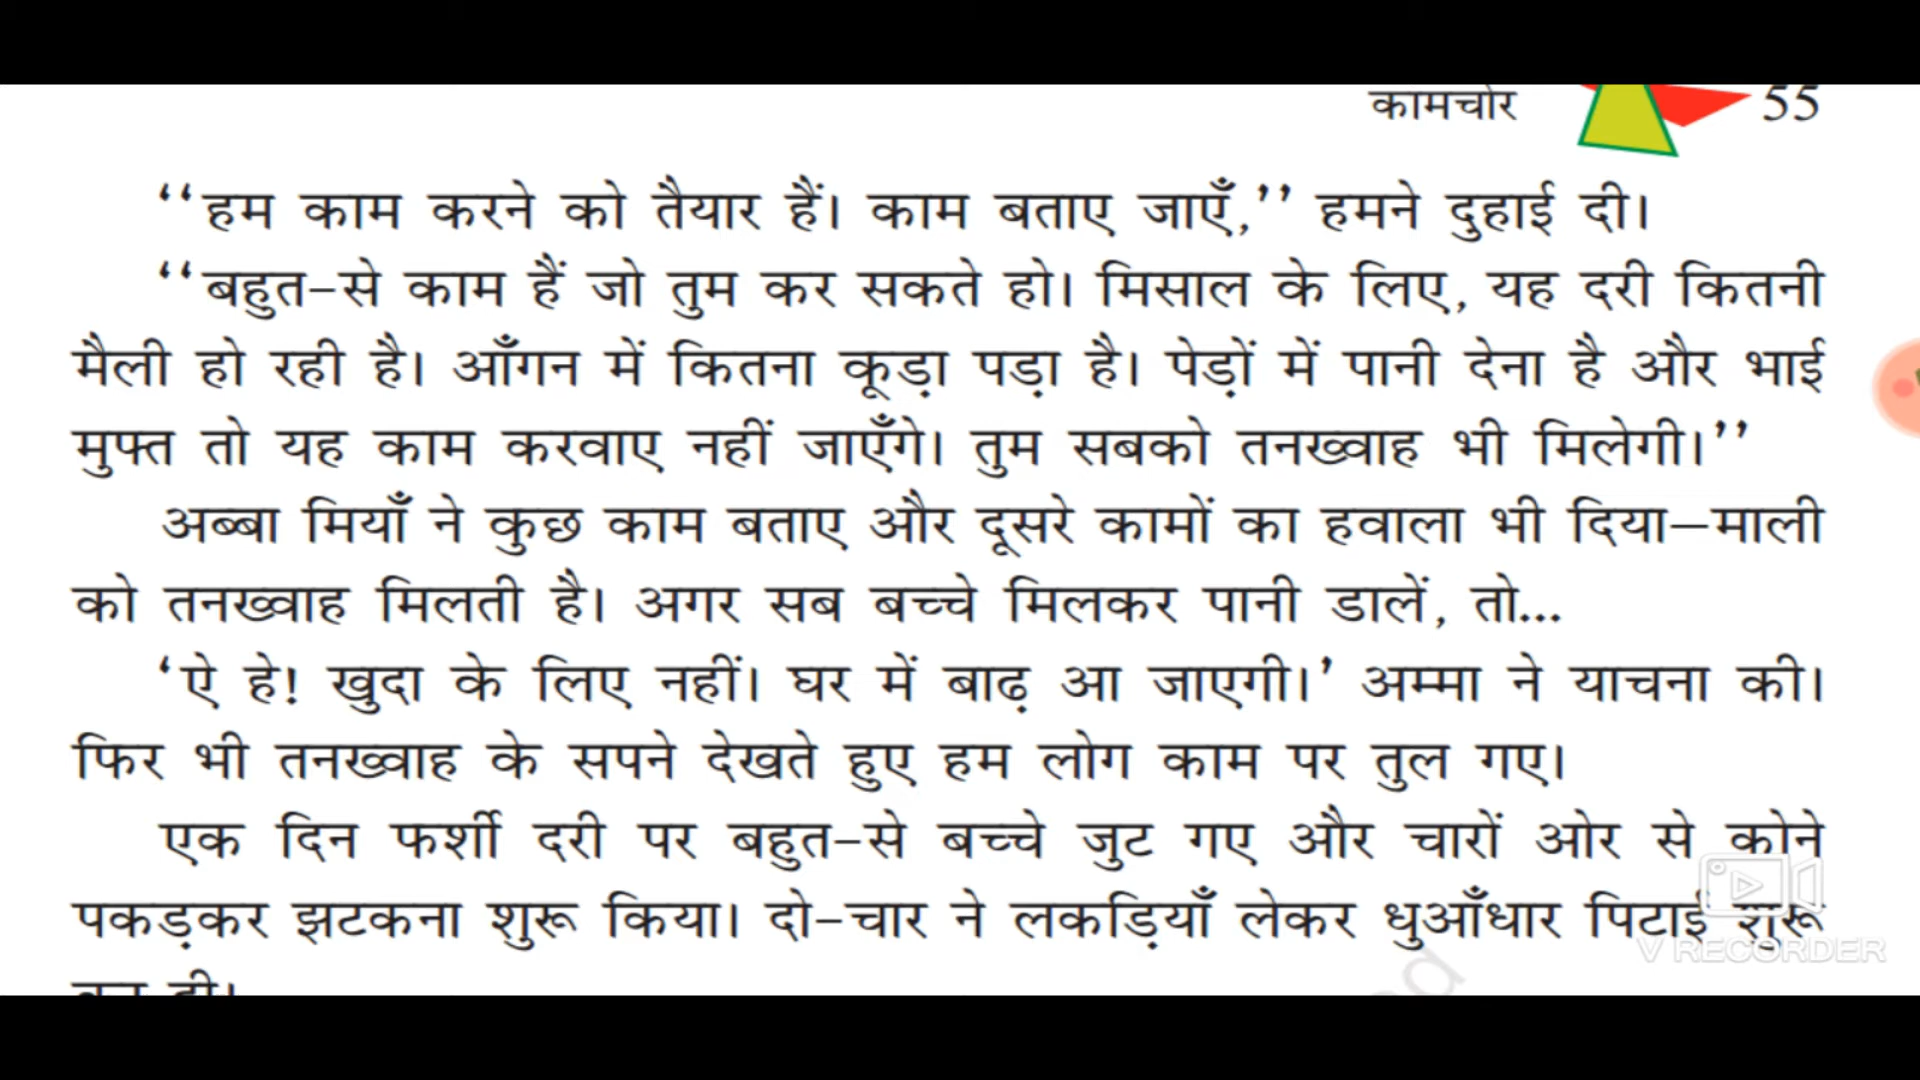 कामचोर 55
‘‘हम काम करने को तैयार हैं। काम बताए जाएँ,’’ हमने दुहाई दी।
‘‘बहुत-से काम हैं जो तुम कर सकते हो। मिसाल के लिए, यह दरी कितनी
मैली हो रही है। आँगन में कितना कूड़ा पड़ा है। पेड़ों में पानी देना है और भाई
मुफ्त तो यह काम करवाए नहीं जाएँगे। तुम सबको तनख्वाह भी मिलेगी।’’
अब्बा मियाँ ने कुछ काम बताए और दूसरे कामों का हवाला भी दिया—माली
को तनख्वाह मिलती है। अगर सब बच्चे मिलकर पानी डालें, तो...
‘ऐ हे! खुदा के लिए नहीं। घर में बाढ़ आ जाएगी।’ अम्मा ने याचना की।
फिर भी तनख्वाह के सपने देखते हुए हम लोग काम पर तुल गए।
एक दिन फर्शी दरी पर बहुत-से बच्चे जुट गए और चारों ओर से कोने
पकड़कर झटकना शुरू किया। दो-चार ने लकड़ियाँ लेकर धुआँधार पिटाई शुरू
V RECORDER